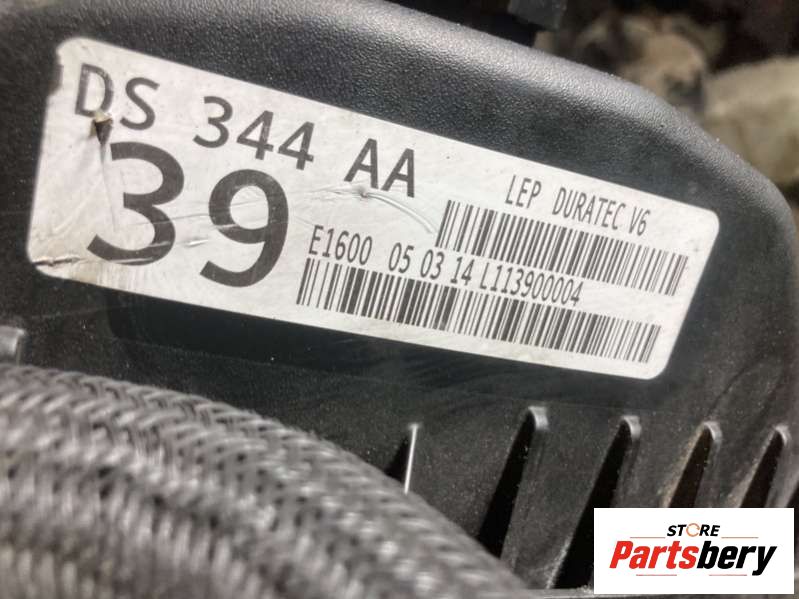 DS 344 AA
39
LEP DURATEC V6
E1600 05 03 14 L113900004
STORE
Partsbery